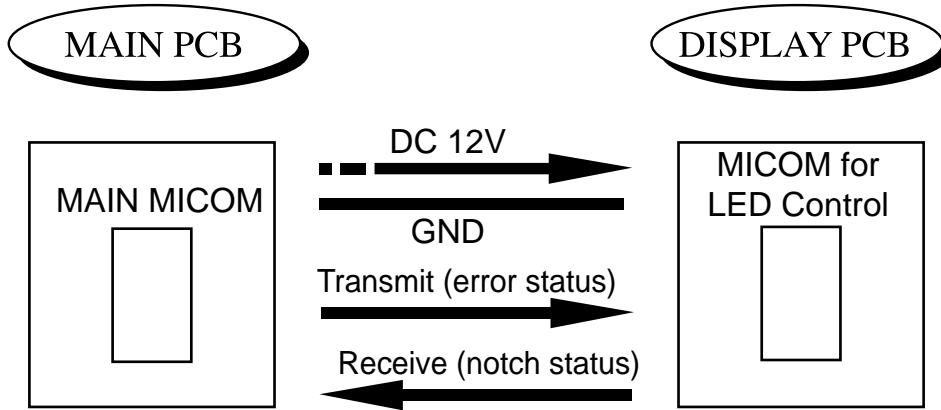 MAIN PCB
DISPLAY PCB
MAIN MICOM
DC 12V
GND
Transmit (error status)
Receive (notch status)
MICOM for
LED Control